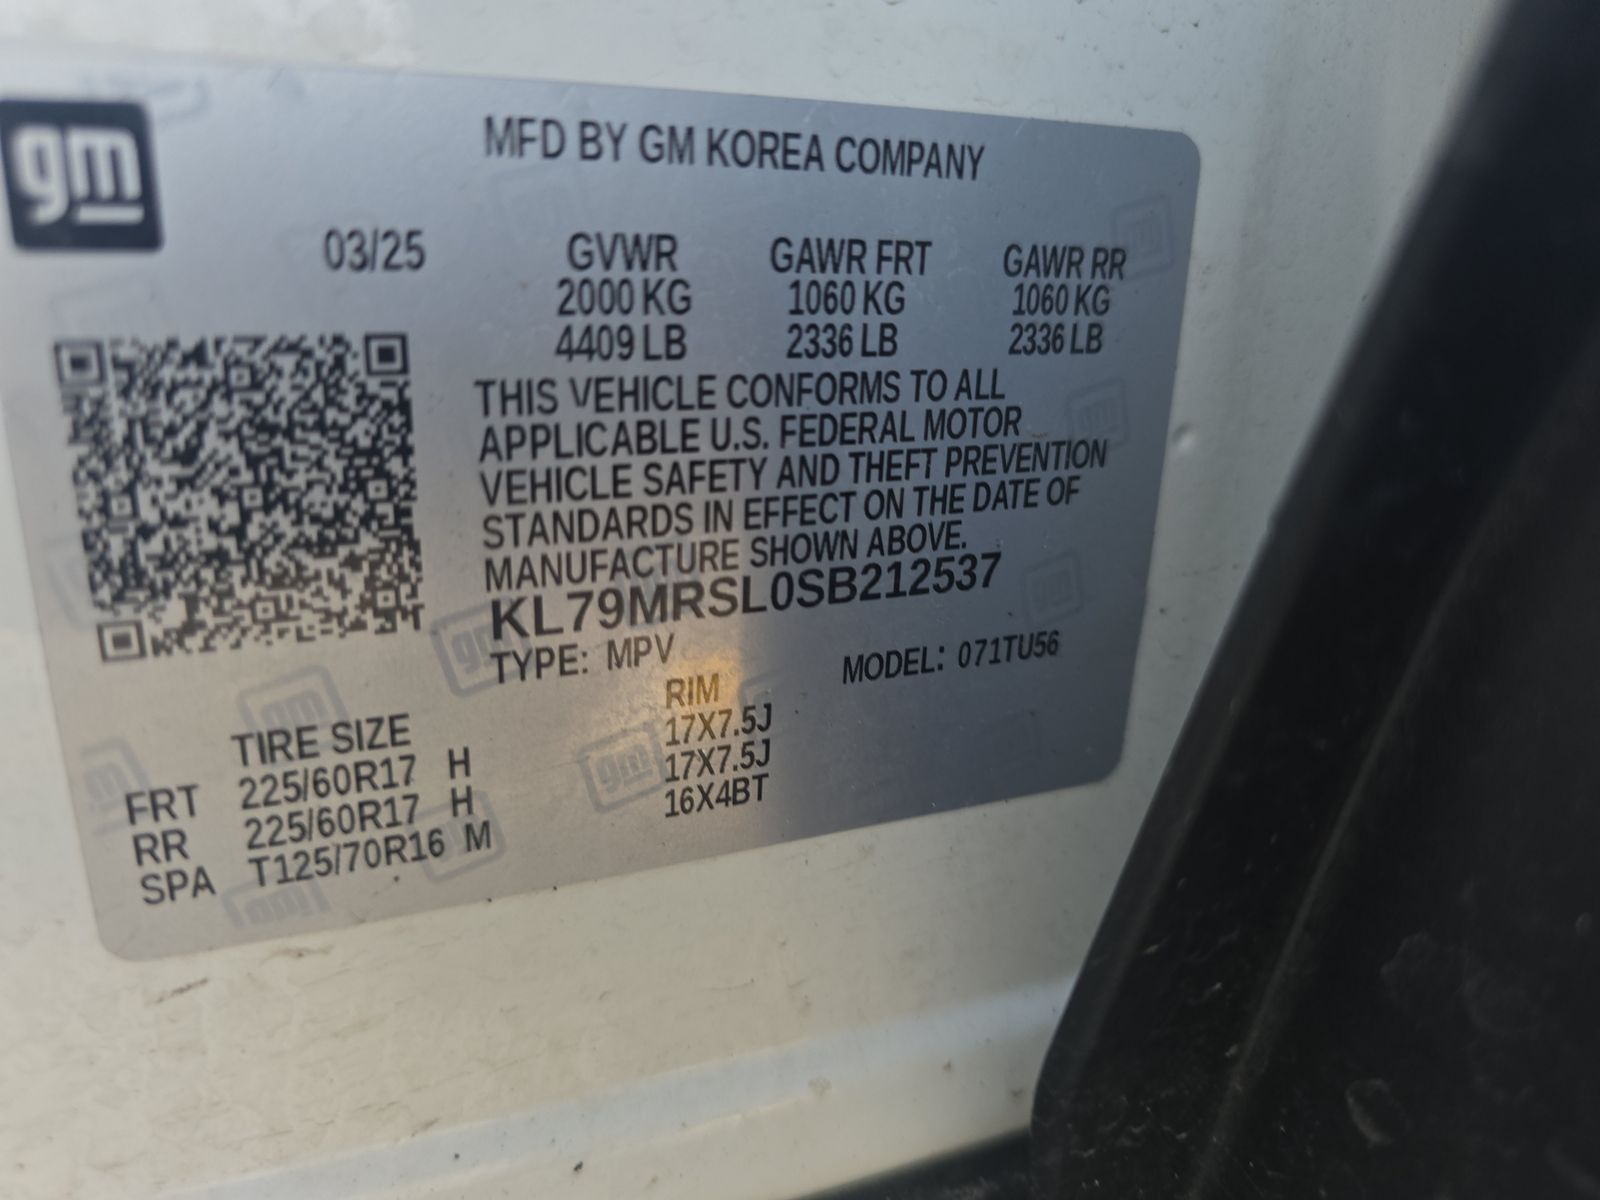 gm
MFD BY GM KOREA COMPANY
03/25 GVWR GAWR FRT GAWR RR
2000 KG 1060 KG 1060 KG
4409 LB 2336 LB 2336 LB
THIS VEHICLE CONFORMS TO ALL
APPLICABLE U.S. FEDERAL MOTOR
VEHICLE SAFETY AND THEFT PREVENTION
STANDARDS IN EFFECT ON THE DATE OF
MANUFACTURE SHOWN ABOVE.
KL79MRSL0SB212537
TYPE: MPV MODEL: 071TU56
TIRE SIZE RIM
FRT 225/60R17 H 17X7.5J
RR 225/60R17 H 17X7.5J
SPA T125/70R16 M 16X4BT